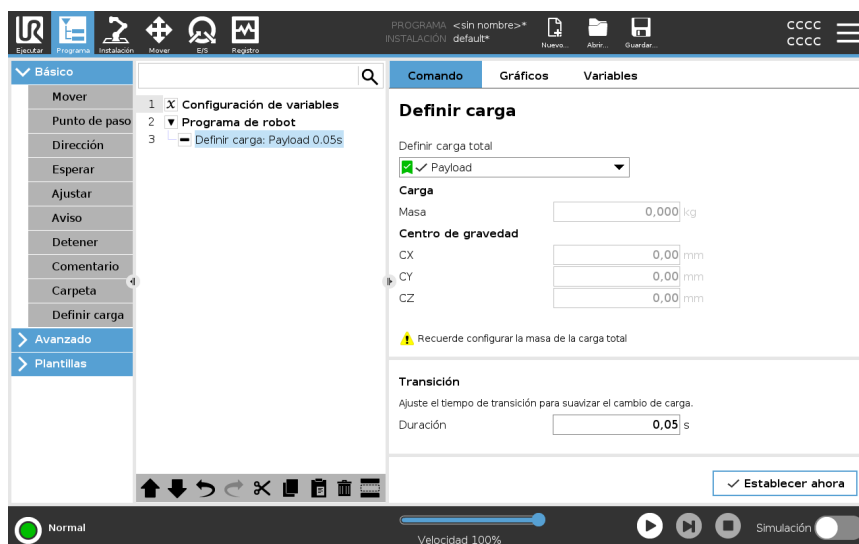 PROGRAMA <sin nombre>*
INSTALACIÓN default*
UR
Ejecutar
Programa
Instalación
Mover
E/S
Registro
Nuevo...
Abrir...
Guardar...
CCCC
CCCC
Básico
Mover
Punto de paso
Dirección
Esperar
Ajustar
Aviso
Detener
Comentario
Carpeta
Definir carga
Avanzado
Plantillas
1 X Configuración de variables
2 Programa de robot
3 Definir carga: Payload 0.05s
Comando Gráficos Variables
Definir carga
Definir carga total
Payload
Carga
Masa 0,000 kg
Centro de gravedad
CX 0,00 mm
CY 0,00 mm
CZ 0,00 mm
Recuerde configurar la masa de la carga total
Transición
Ajuste el tiempo de transición para suavizar el cambio de carga.
Duración 0,05 s
Establecer ahora
Normal
Velocidad 100%
Simulación